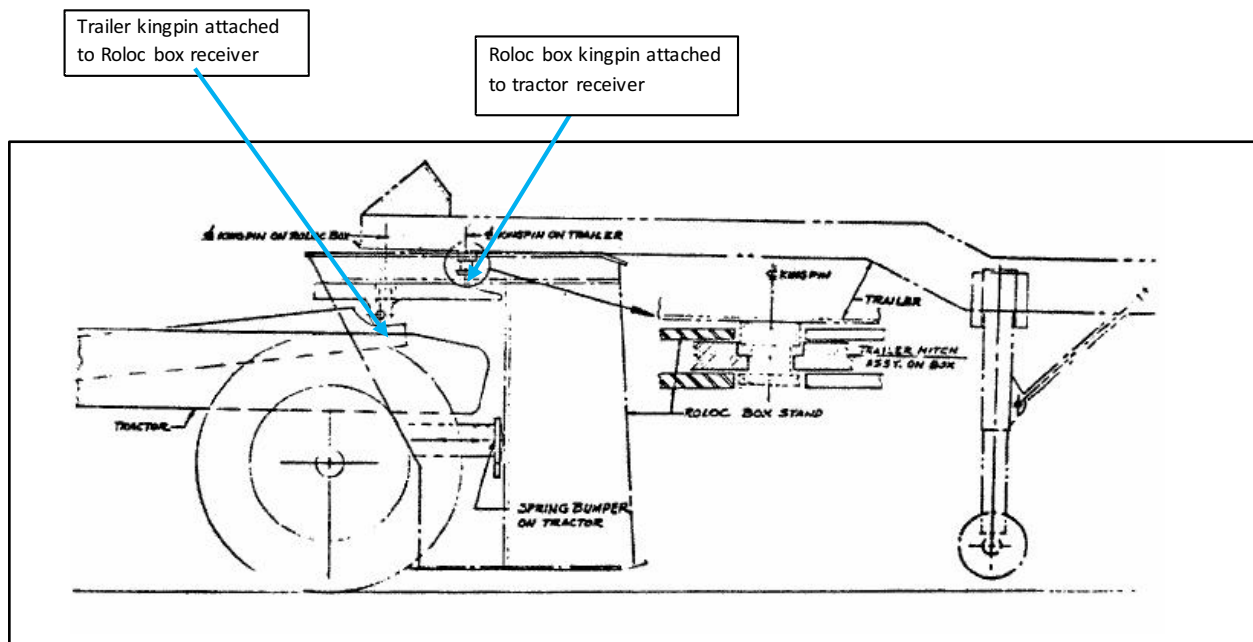 Trailer kingpin attached
to Roloc box receiver
Roloc box kingpin attached
to tractor receiver
℄ KINGPIN ON ROLOC BOX
℄ KINGPIN ON TRAILER
℄ KINGPIN
TRAILER
TRAILER HITCH
ASSY. ON BOX
ROLOC BOX STAND
TRACTOR
SPRING BUMPER
ON TRACTOR